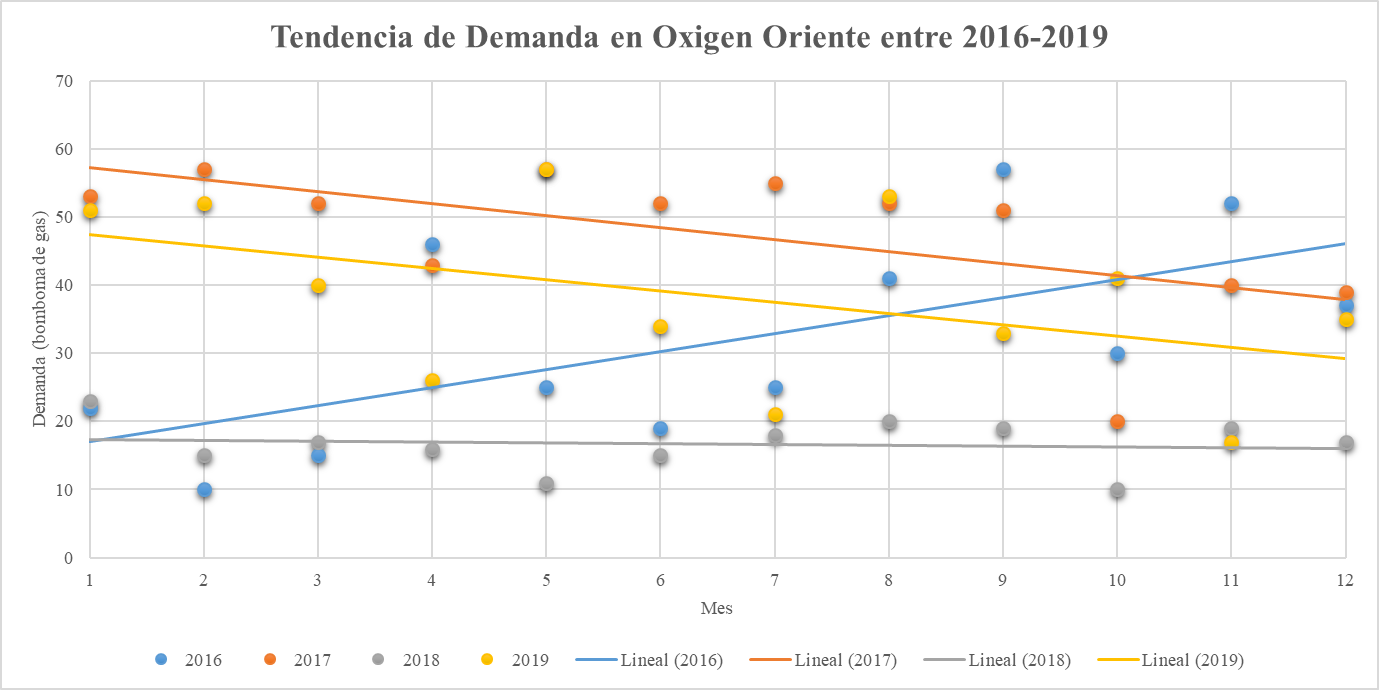 Tendencia de Demanda en Oxigen Oriente entre 2016-2019
Demanda (bomboma de gas)
70
60
50
40
30
20
10
0
1 2 3 4 5 6 7 8 9 10 11 12
Mes
2016 2017 2018 2019 Lineal (2016) Lineal (2017) Lineal (2018) Lineal (2019)